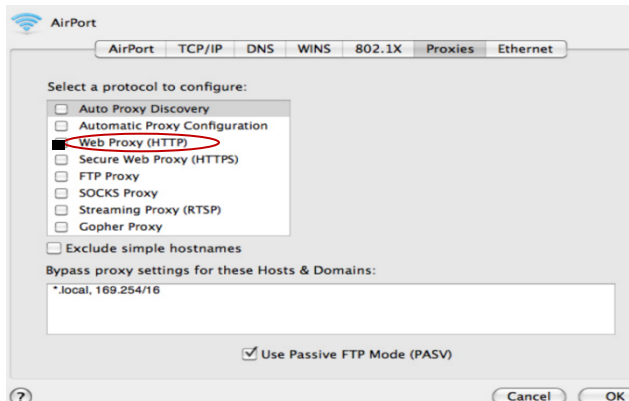 AirPort
AirPort TCP/IP DNS WINS 802.1X Proxies Ethernet
Select a protocol to configure:
Auto Proxy Discovery
Automatic Proxy Configuration
Web Proxy (HTTP)
Secure Web Proxy (HTTPS)
FTP Proxy
SOCKS Proxy
Streaming Proxy (RTSP)
Gopher Proxy
Exclude simple hostnames
Bypass proxy settings for these Hosts & Domains:
*.local, 169.254/16
Use Passive FTP Mode (PASV)
? Cancel OK